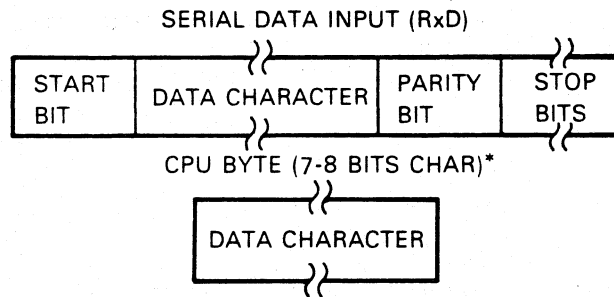 SERIAL DATA INPUT (RxD)
START BIT
DATA CHARACTER
PARITY BIT
STOP BITS
CPU BYTE (7-8 BITS CHAR)*
DATA CHARACTER